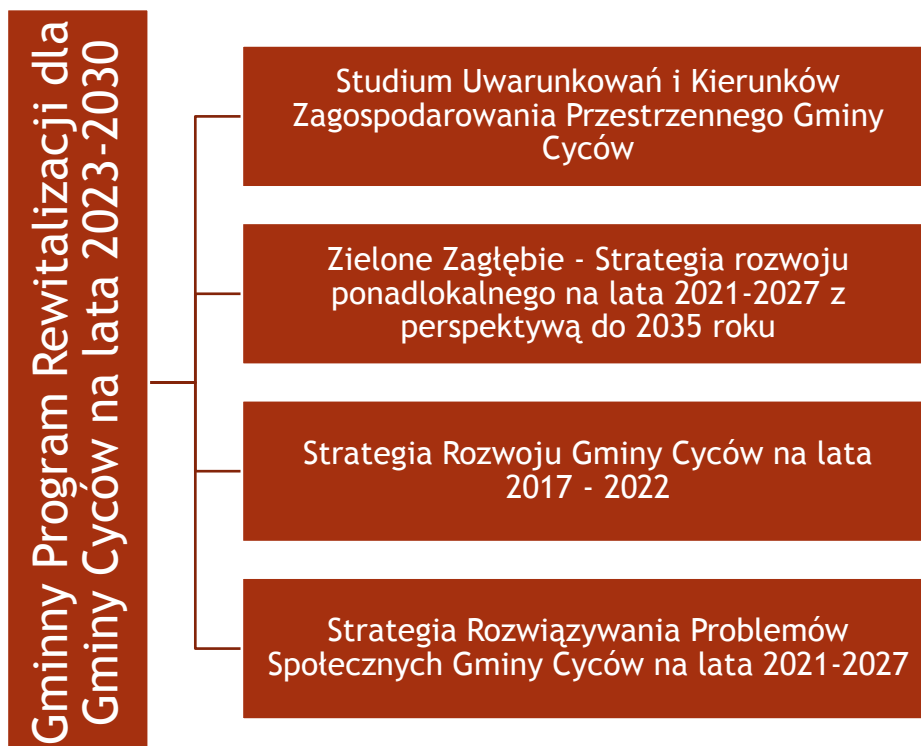 Gminny Program Rewitalizacji dla
Gminy Cyców na lata 2023-2030
Studium Uwarunkowań i Kierunków
Zagospodarowania Przestrzennego Gminy
Cyców
Zielone Zagłębie - Strategia rozwoju
ponadlokalnego na lata 2021-2027 z
perspektywą do 2035 roku
Strategia Rozwoju Gminy Cyców na lata
2017 - 2022
Strategia Rozwiązywania Problemów
Społecznych Gminy Cyców na lata 2021-2027